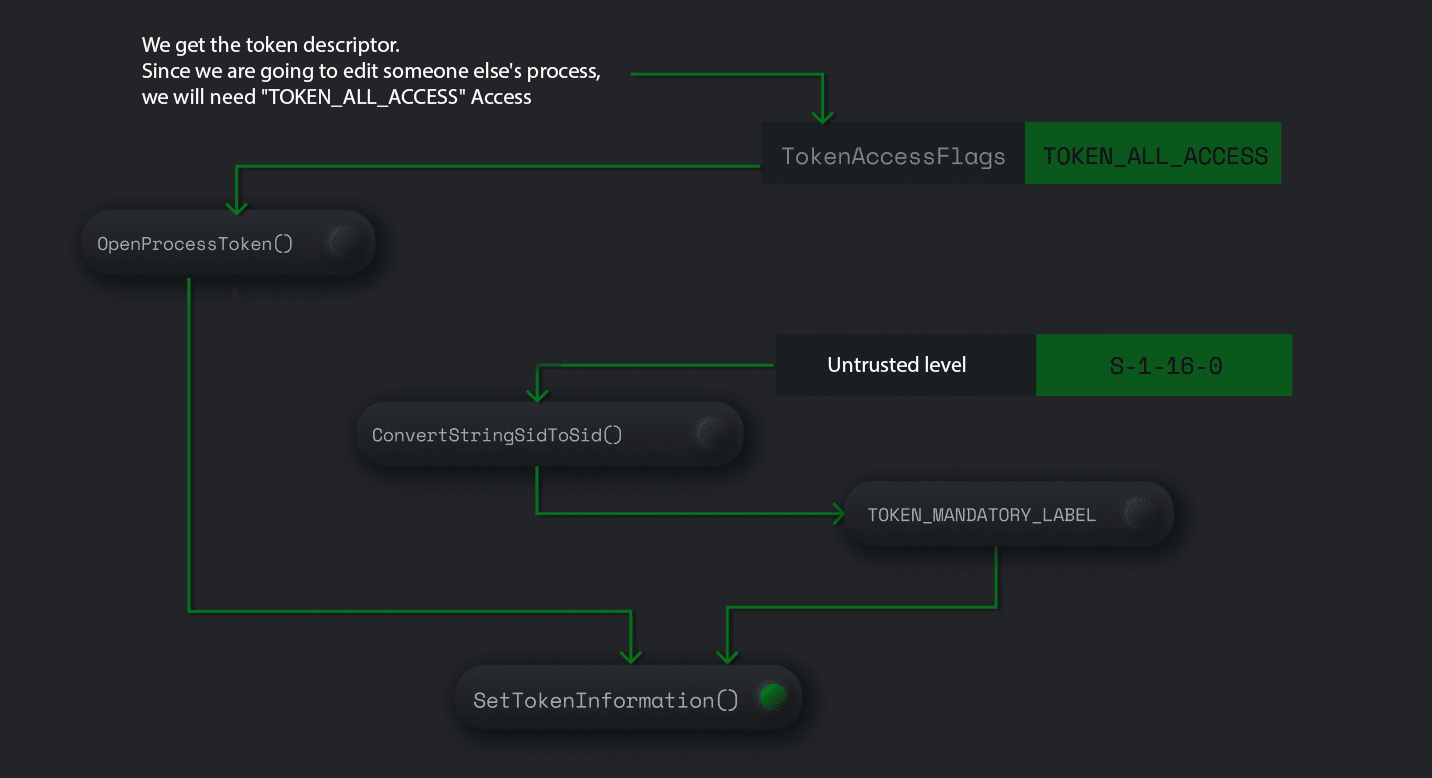 We get the token descriptor.
Since we are going to edit someone else's process,
we will need "TOKEN_ALL_ACCESS" Access
TokenAccessFlags TOKEN_ALL_ACCESS
OpenProcessToken()
Untrusted level S-1-16-0
ConvertStringSidToSid()
TOKEN_MANDATORY_LABEL
SetTokenInformation()